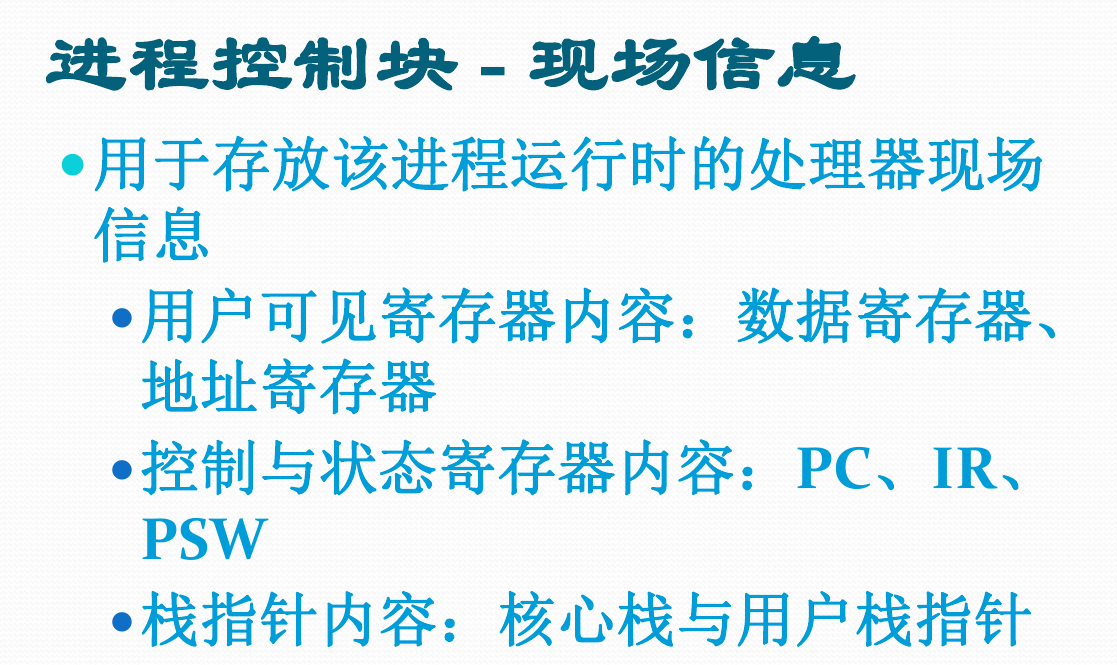 进程控制块 - 现场信息
•用于存放该进程运行时的处理器现场
信息
•用户可见寄存器内容：数据寄存器、
地址寄存器
•控制与状态寄存器内容：PC、IR、
PSW
•栈指针内容：核心栈与用户栈指针